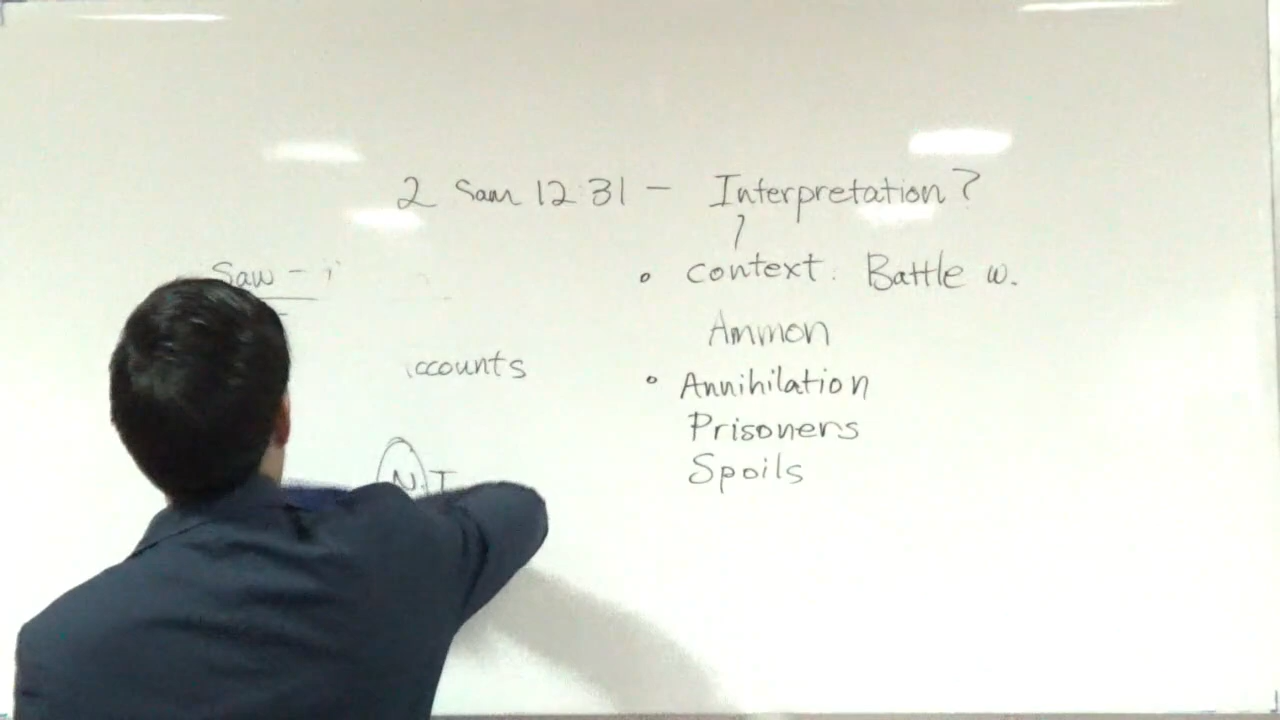 2 Sam 12:31 - Interpretation?
Saw -
• context: Battle w.
Ammon
ccounts
• Annihilation
Prisoners
Spoils
N.T